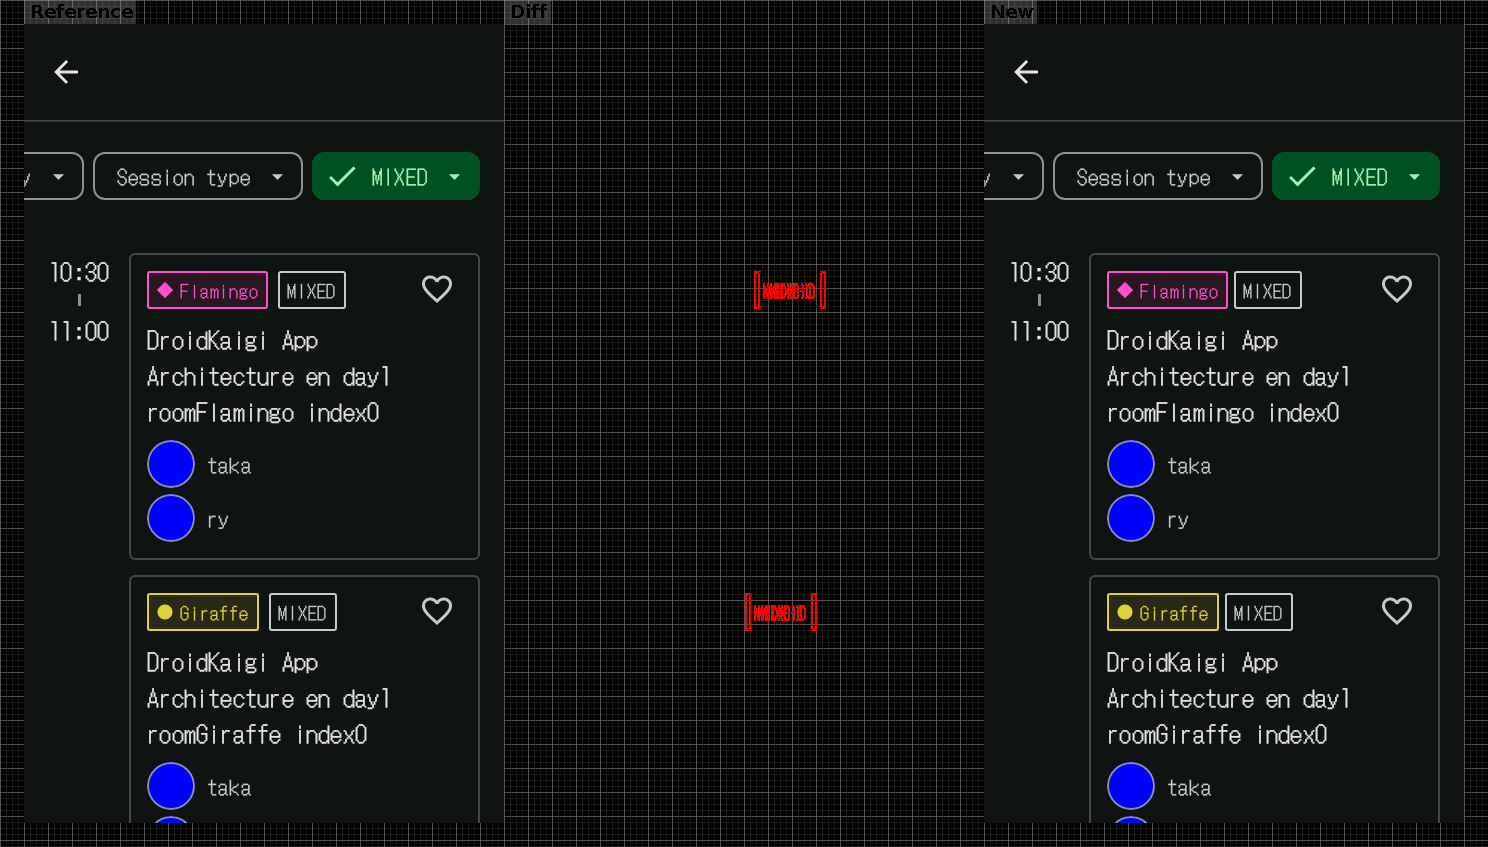 Reference
Diff
New
y
Session type
MIXED
10:30
11:00
Flamingo
MIXED
DroidKaigi App
Architecture en day1
roomFlamingo index0
taka
ry
Giraffe
MIXED
DroidKaigi App
Architecture en day1
roomGiraffe index0
taka
y
Session type
MIXED
10:30
11:00
Flamingo
MIXED
DroidKaigi App
Architecture en day1
roomFlamingo index0
taka
ry
Giraffe
MIXED
DroidKaigi App
Architecture en day1
roomGiraffe index0
taka